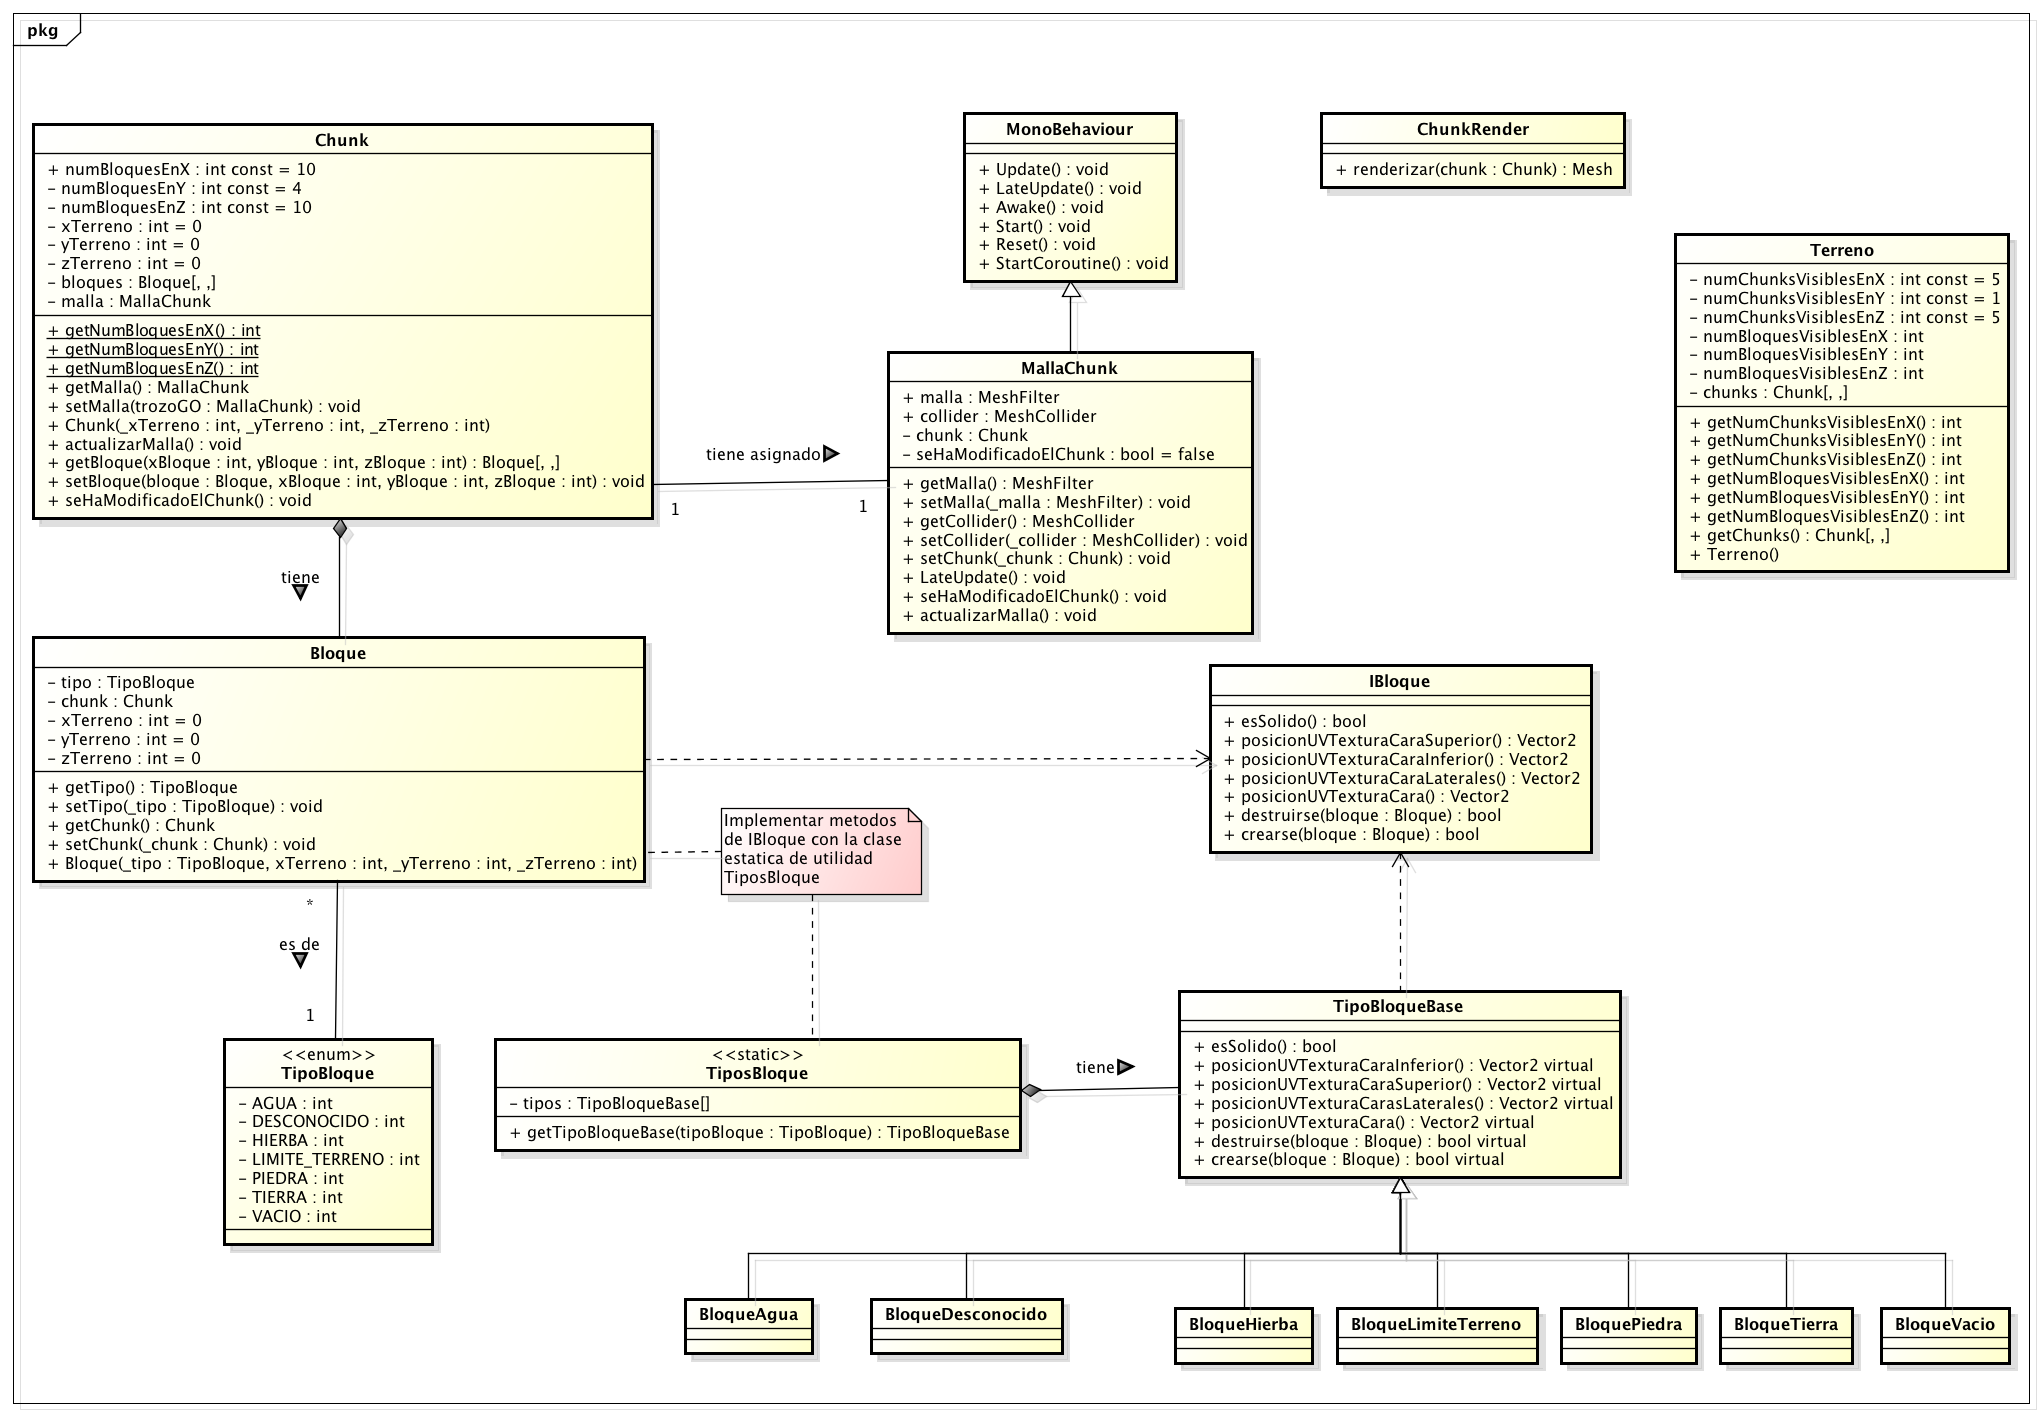 pkg
Chunk
+ numBloquesEnX : int const = 10
- numBloquesEnY : int const = 4
- numBloquesEnZ : int const = 10
- xTerreno : int = 0
- yTerreno : int = 0
- zTerreno : int = 0
- bloques : Bloque[, ,]
- malla : MallaChunk
+ getNumBloquesEnX() : int
+ getNumBloquesEnY() : int
+ getNumBloquesEnZ() : int
+ getMalla() : MallaChunk
+ setMalla(trozoGO : MallaChunk) : void
+ Chunk(_xTerreno : int, _yTerreno : int, _zTerreno : int)
+ actualizarMalla() : void
+ getBloque(xBloque : int, yBloque : int, zBloque : int) : Bloque[, ,]
+ setBloque(bloque : Bloque, xBloque : int, yBloque : int, zBloque : int) : void
+ seHaModificadoElChunk() : void
MonoBehaviour
+ Update() : void
+ LateUpdate() : void
+ Awake() : void
+ Start() : void
+ Reset() : void
+ StartCoroutine() : void
ChunkRender
+ renderizar(chunk : Chunk) : Mesh
Terreno
- numChunksVisiblesEnX : int const = 5
- numChunksVisiblesEnY : int const = 1
- numChunksVisiblesEnZ : int const = 5
- numBloquesVisiblesEnX : int
- numBloquesVisiblesEnY : int
- numBloquesVisiblesEnZ : int
- chunks : Chunk[, ,]
+ getNumChunksVisiblesEnX() : int
+ getNumChunksVisiblesEnY() : int
+ getNumChunksVisiblesEnZ() : int
+ getNumBloquesVisiblesEnX() : int
+ getNumBloquesVisiblesEnY() : int
+ getNumBloquesVisiblesEnZ() : int
+ getChunks() : Chunk[, ,]
+ Terreno()
tiene asignado
1
1
MallaChunk
+ malla : MeshFilter
+ collider : MeshCollider
- chunk : Chunk
- seHaModificadoElChunk : bool = false
+ getMalla() : MeshFilter
+ setMalla(_malla : MeshFilter) : void
+ getCollider() : MeshCollider
+ setCollider(_collider : MeshCollider) : void
+ setChunk(_chunk : Chunk) : void
+ LateUpdate() : void
+ seHaModificadoElChunk() : void
+ actualizarMalla() : void
tiene
Bloque
- tipo : TipoBloque
- chunk : Chunk
- xTerreno : int = 0
- yTerreno : int = 0
- zTerreno : int = 0
+ getTipo() : TipoBloque
+ setTipo(_tipo : TipoBloque) : void
+ getChunk() : Chunk
+ setChunk(_chunk : Chunk) : void
+ Bloque(_tipo : TipoBloque, xTerreno : int, _yTerreno : int, _zTerreno : int)
IBloque
+ esSolido() : bool
+ posicionUVTexturaCaraSuperior() : Vector2
+ posicionUVTexturaCaraInferior() : Vector2
+ posicionUVTexturaCaraLaterales() : Vector2
+ posicionUVTexturaCara() : Vector2
+ destruirse(bloque : Bloque) : bool
+ crearse(bloque : Bloque) : bool
Implementar metodos
de IBloque con la clase
estatica de utilidad
TiposBloque
*
es de
1
<<enum>>
TipoBloque
- AGUA : int
- DESCONOCIDO : int
- HIERBA : int
- LIMITE_TERRENO : int
- PIEDRA : int
- TIERRA : int
- VACIO : int
<<static>>
TiposBloque
- tipos : TipoBloqueBase[]
+ getTipoBloqueBase(tipoBloque : TipoBloque) : TipoBloqueBase
tiene
TipoBloqueBase
+ esSolido() : bool
+ posicionUVTexturaCaraInferior() : Vector2 virtual
+ posicionUVTexturaCaraSuperior() : Vector2 virtual
+ posicionUVTexturaCarasLaterales() : Vector2 virtual
+ posicionUVTexturaCara() : Vector2 virtual
+ destruirse(bloque : Bloque) : bool virtual
+ crearse(bloque : Bloque) : bool virtual
BloqueAgua
BloqueDesconocido
BloqueHierba
BloqueLimiteTerreno
BloquePiedra
BloqueTierra
BloqueVacio